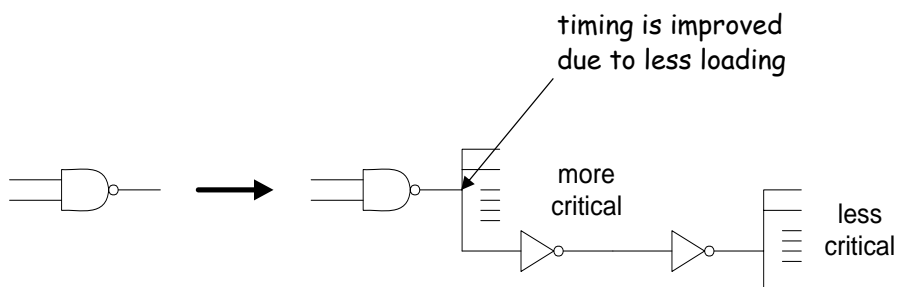 timing is improved
due to less loading
more
critical
less
critical